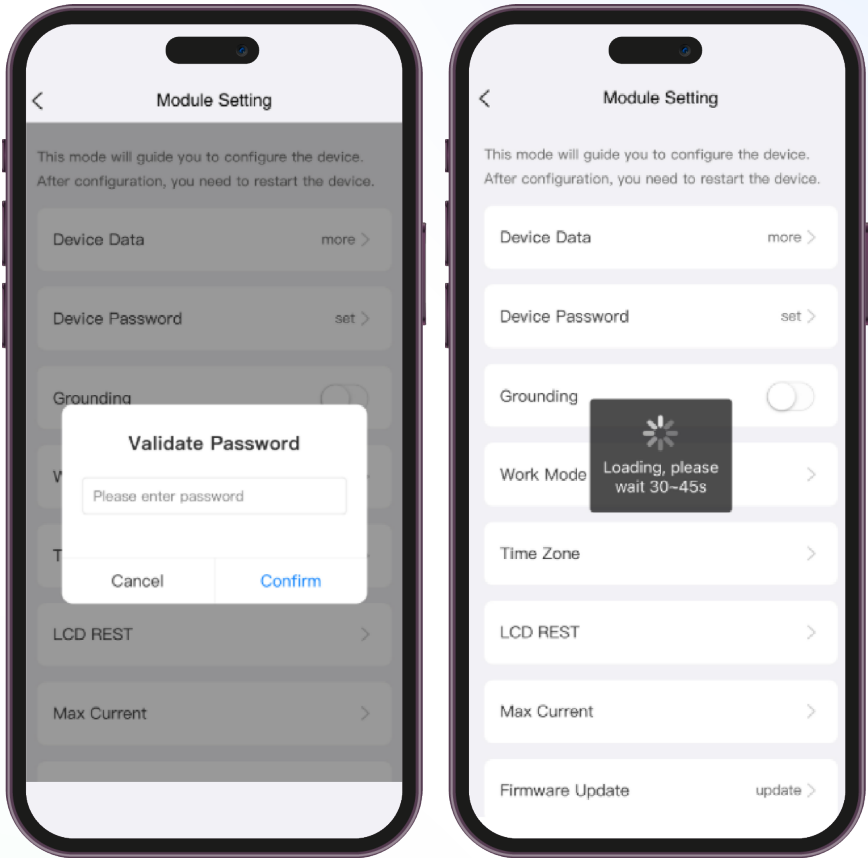 Module Setting
This mode will guide you to configure the device.
After configuration, you need to restart the device.
Device Data more
Device Password set
Grounding
W
Validate Password
Please enter password
T
Cancel Confirm
LCD REST
Max Current
Module Setting
This mode will guide you to configure the device.
After configuration, you need to restart the device.
Device Data more
Device Password set
Grounding
Loading, please
wait 30~45s
Work Mode
Time Zone
LCD REST
Max Current
Firmware Update update